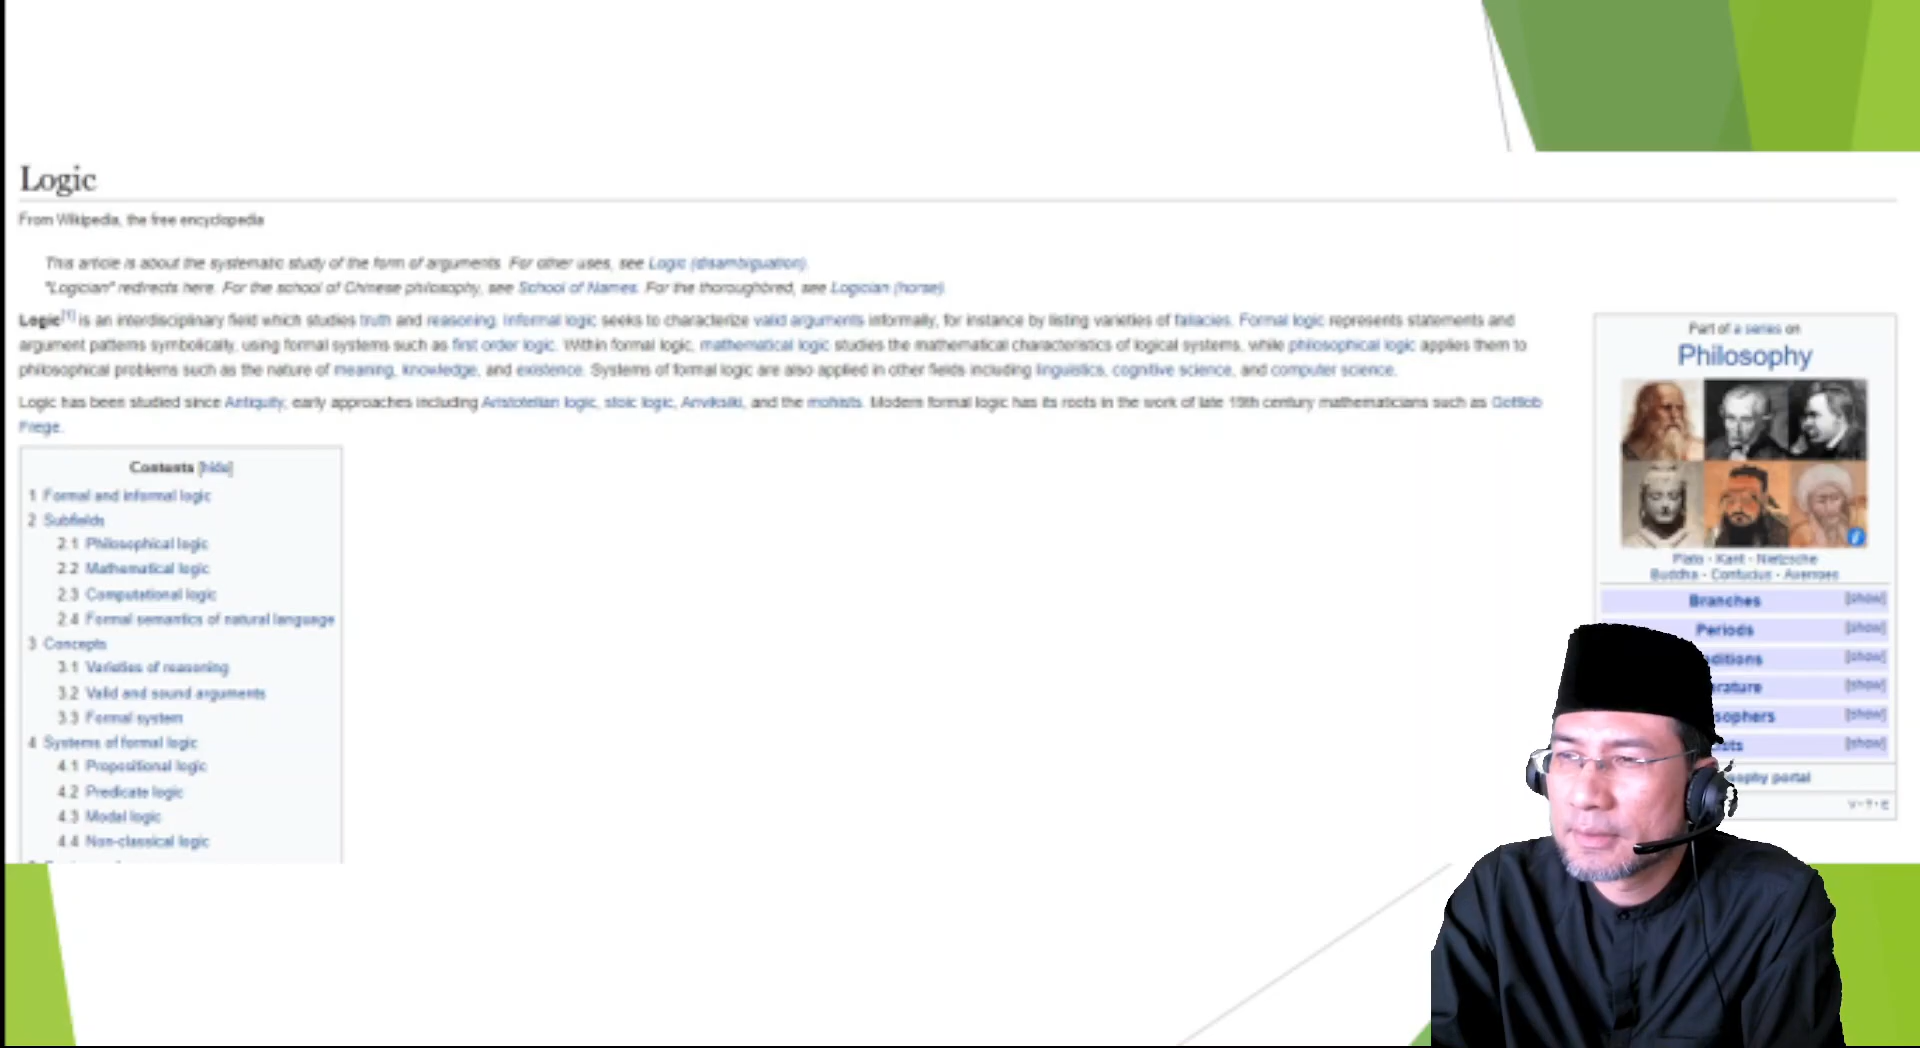 Logic
From Wikipedia, the free encyclopedia
This article is about the systematic study of the form of arguments. For other uses, see Logic (disambiguation).
"Logician" redirects here. For the school of Chinese philosophy, see School of Names. For the thoroughbred, see Logician (horse).
Logic[1] is an interdisciplinary field which studies truth and reasoning. Informal logic seeks to characterize valid arguments informally, for instance by listing varieties of fallacies. Formal logic represents statements and
argument patterns symbolically, using formal systems such as first order logic. Within formal logic, mathematical logic studies the mathematical characteristics of logical systems, while philosophical logic applies them to
philosophical problems such as the nature of meaning, knowledge, and existence. Systems of formal logic are also applied in other fields including linguistics, cognitive science, and computer science.
Logic has been studied since Antiquity, early approaches including Aristotelian logic, stoic logic, Anviksiki, and the mohists. Modern formal logic has its roots in the work of late 19th century mathematicians such as Gottlob
Frege.
Contents [hide]
1 Formal and informal logic
2 Subfields
2.1 Philosophical logic
2.2 Mathematical logic
2.3 Computational logic
2.4 Formal semantics of natural language
3 Concepts
3.1 Varieties of reasoning
3.2 Valid and sound arguments
3.3 Formal system
4 Systems of formal logic
4.1 Propositional logic
4.2 Predicate logic
4.3 Modal logic
4.4 Non-classical logic
Part of a series on
Philosophy
Plato · Kant · Nietzsche
Buddha · Confucius · Averroes
Branches [show]
Periods [show]
ditions [show]
rature [show]
sophers [show]
sts [show]
sophy portal
V · T · E